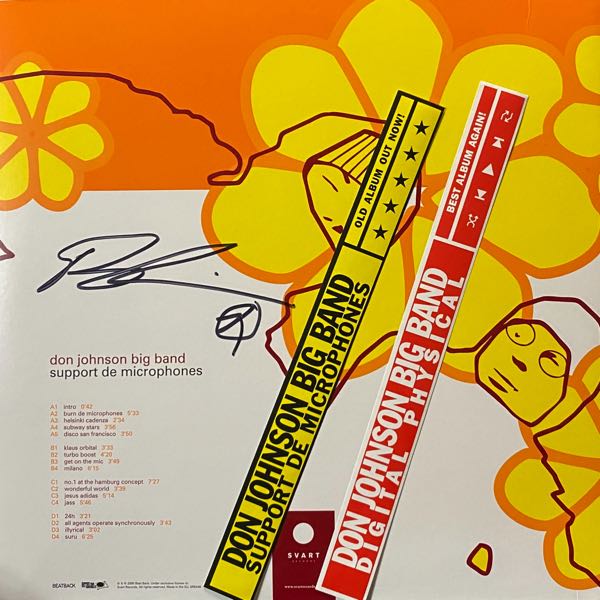 OLD ALBUM OUT NOW!
DON JOHNSON BIG BAND
SUPPORT DE MICROPHONES
BEST ALBUM AGAIN!
DON JOHNSON BIG BAND
DIGITAL PHYSICAL
don johnson big band
support de microphones
A1 intro 0'42
A2 burn de microphones 5'33
A3 helsinki cadenza 2'34
A4 subway stars 3'56
A5 disco san francisco 3'50
B1 klaus orbital 3'33
B2 turbo boost 4'20
B3 get on the mic 3'49
B4 milano 6'15
C1 no.1 at the hamburg concept 7'27
C2 wonderful world 3'39
C3 jesus adidas 5'14
C4 jass 5'46
D1 24h 3'21
D2 all agents operate synchronously 3'43
D3 illyrical 3'02
D4 suru 6'25
SVART
RECORDS
BEATBACK